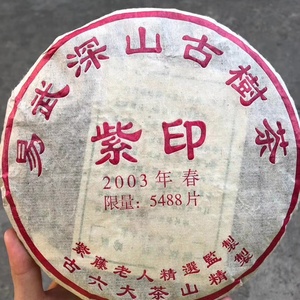 易武深山古樹茶
紫印
2003年 春
限量: 5488片
紫藤老人精選監製
古六大茶山精製